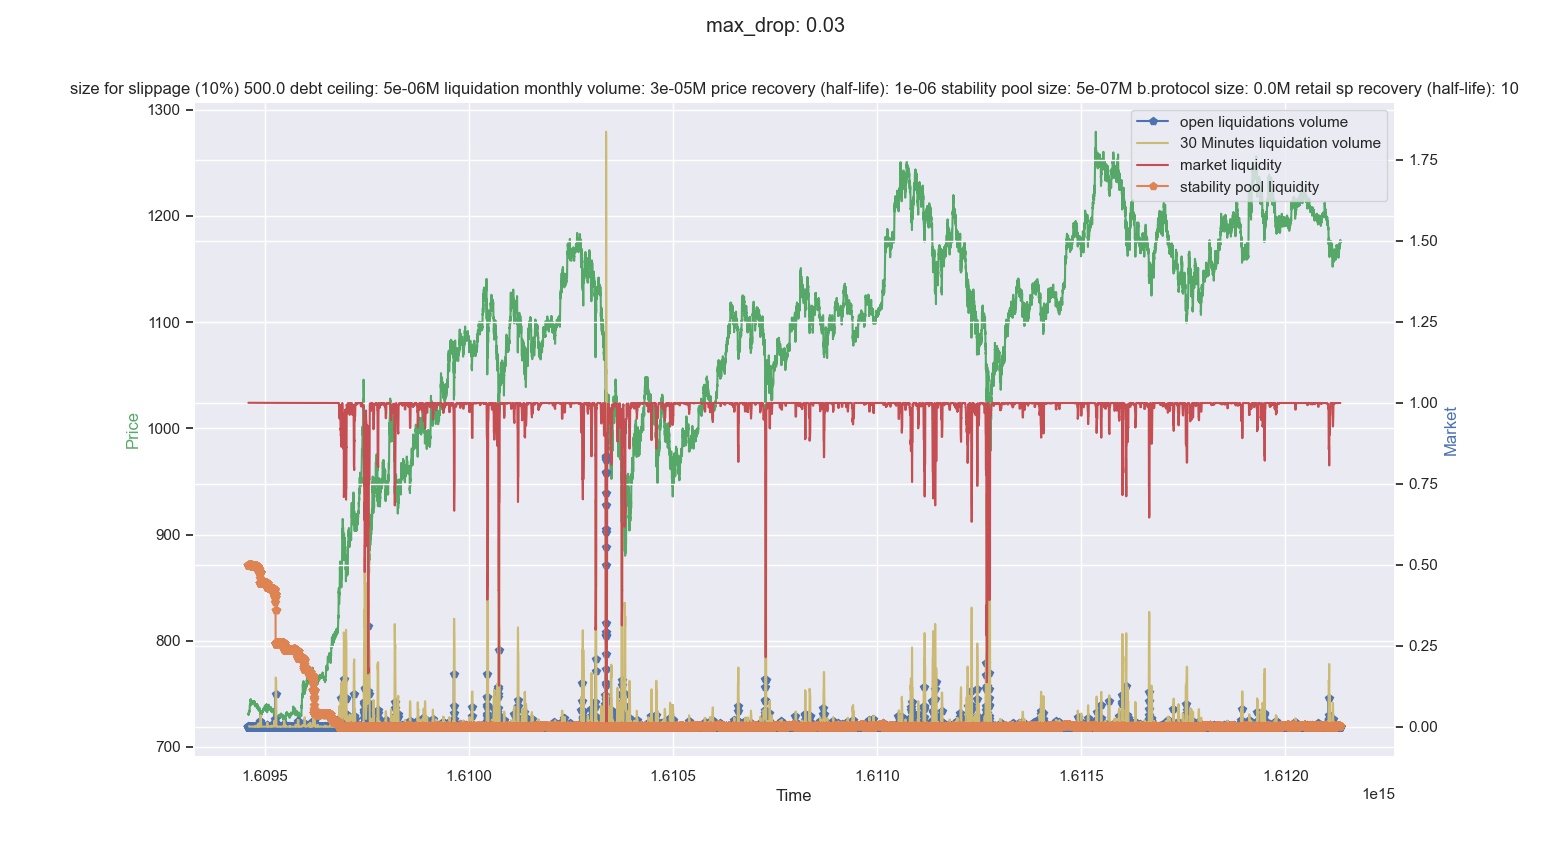 max_drop: 0.03
size for slippage (10%) 500.0 debt ceiling: 5e-06M liquidation monthly volume: 3e-05M price recovery (half-life): 1e-06 stability pool size: 5e-07M b.protocol size: 0.0M retail sp recovery (half-life): 10
open liquidations volume
30 Minutes liquidation volume
market liquidity
stability pool liquidity
1300
1200
1100
1000
900
800
700
Price
1.75
1.50
1.25
1.00
0.75
0.50
0.25
0.00
Market
1.6095
1.6100
1.6105
1.6110
1.6115
1.6120
Time
1e15